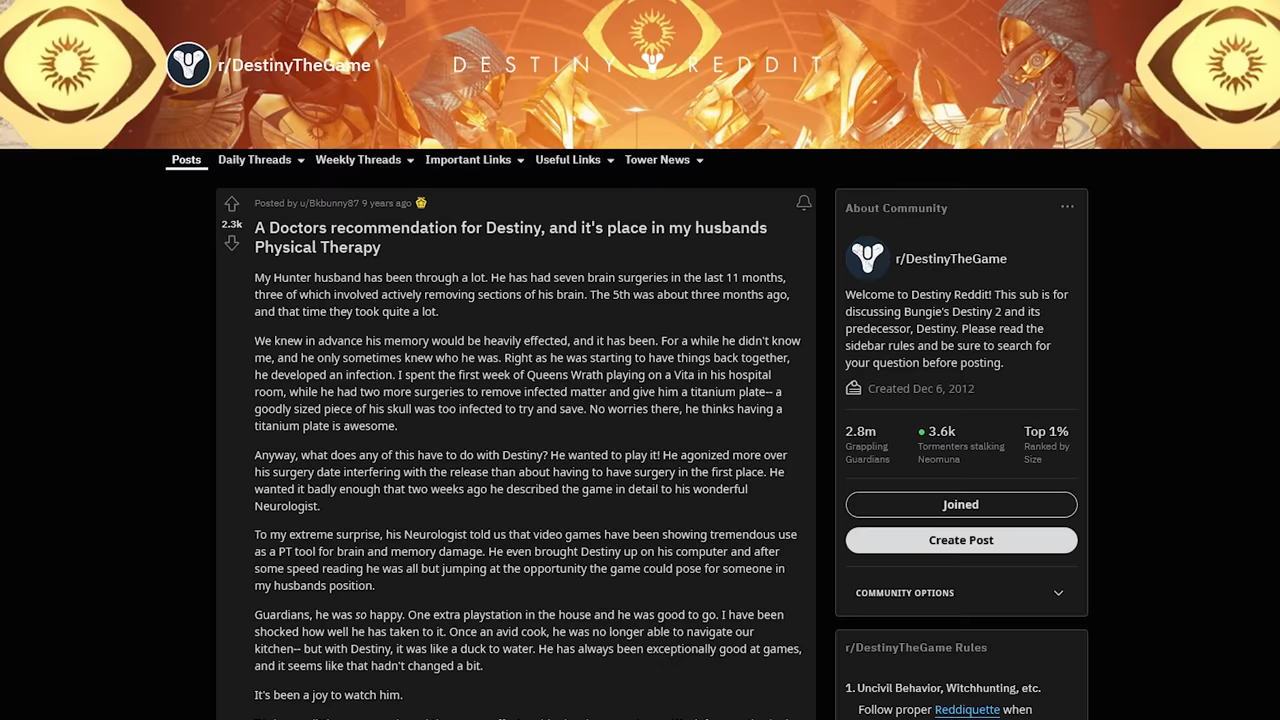 r/DestinyTheGame
DESTINY REDDIT
Posts Daily Threads Weekly Threads Important Links Useful Links Tower News
Posted by u/Bkbunny87 9 years ago
2.3k
A Doctors recommendation for Destiny, and it's place in my husbands
Physical Therapy
My Hunter husband has been through a lot. He has had seven brain surgeries in the last 11 months,
three of which involved actively removing sections of his brain. The 5th was about three months ago,
and that time they took quite a lot.
We knew in advance his memory would be heavily effected, and it has been. For a while he didn't know
me, and he only sometimes knew who he was. Right as he was starting to have things back together,
he developed an infection. I spent the first week of Queens Wrath playing on a Vita in his hospital
room, while he had two more surgeries to remove infected matter and give him a titanium plate-- a
goodly sized piece of his skull was too infected to try and save. No worries there, he thinks having a
titanium plate is awesome.
Anyway, what does any of this have to do with Destiny? He wanted to play it! He agonized more over
his surgery date interfering with the release than about having to have surgery in the first place. He
wanted it badly enough that two weeks ago he described the game in detail to his wonderful
Neurologist.
To my extreme surprise, his Neurologist told us that video games have been showing tremendous use
as a PT tool for brain and memory damage. He even brought Destiny up on his computer and after
some speed reading he was all but jumping at the opportunity the game could pose for someone in
my husbands position.
Guardians, he was so happy. One extra playstation in the house and he was good to go. I have been
shocked how well he has taken to it. Once an avid cook, he was no longer able to navigate our
kitchen-- but with Destiny, it was like a duck to water. He has always been exceptionally good at games,
and it seems like that hadn't changed a bit.
It's been a joy to watch him.
About Community
r/DestinyTheGame
Welcome to Destiny Reddit! This sub is for
discussing Bungie's Destiny 2 and its
predecessor, Destiny. Please read the
sidebar rules and be sure to search for
your question before posting.
Created Dec 6, 2012
2.8m 3.6k Top 1%
Grappling Tormenters stalking Ranked by
Guardians Neomuna Size
Joined
Create Post
COMMUNITY OPTIONS
r/DestinyTheGame Rules
1. Uncivil Behavior, Witchhunting, etc.
Follow proper Reddiquette when